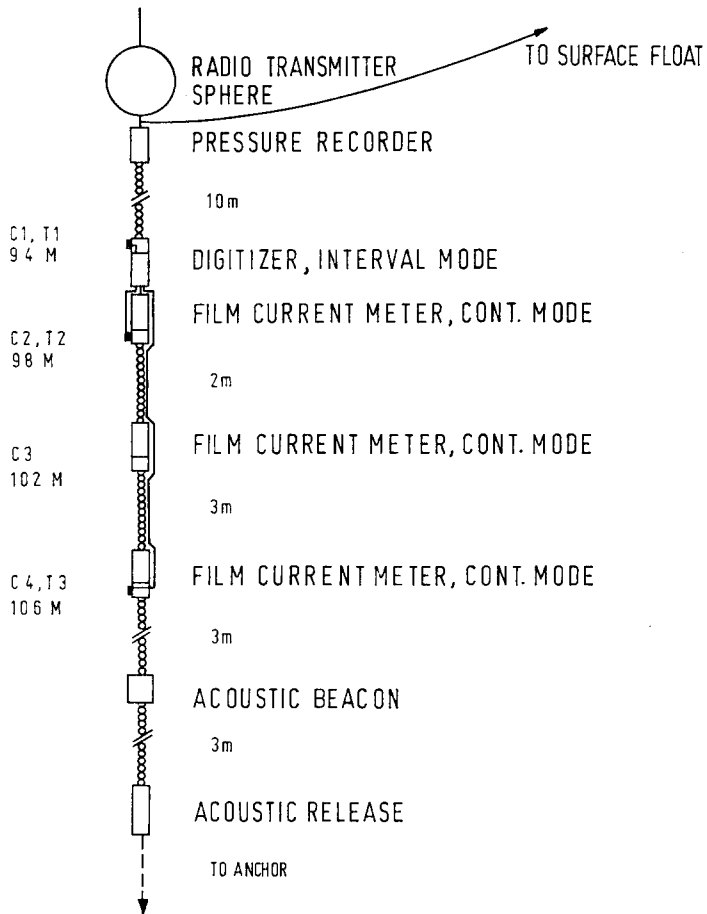 TO SURFACE FLOAT
RADIO TRANSMITTER
SPHERE
PRESSURE RECORDER
10m
C1, T1
94 M
DIGITIZER, INTERVAL MODE
FILM CURRENT METER, CONT. MODE
C2, T2
98 M
2m
FILM CURRENT METER, CONT. MODE
C3
102 M
3m
FILM CURRENT METER, CONT. MODE
C4, T3
106 M
3m
ACOUSTIC BEACON
3m
ACOUSTIC RELEASE
TO ANCHOR